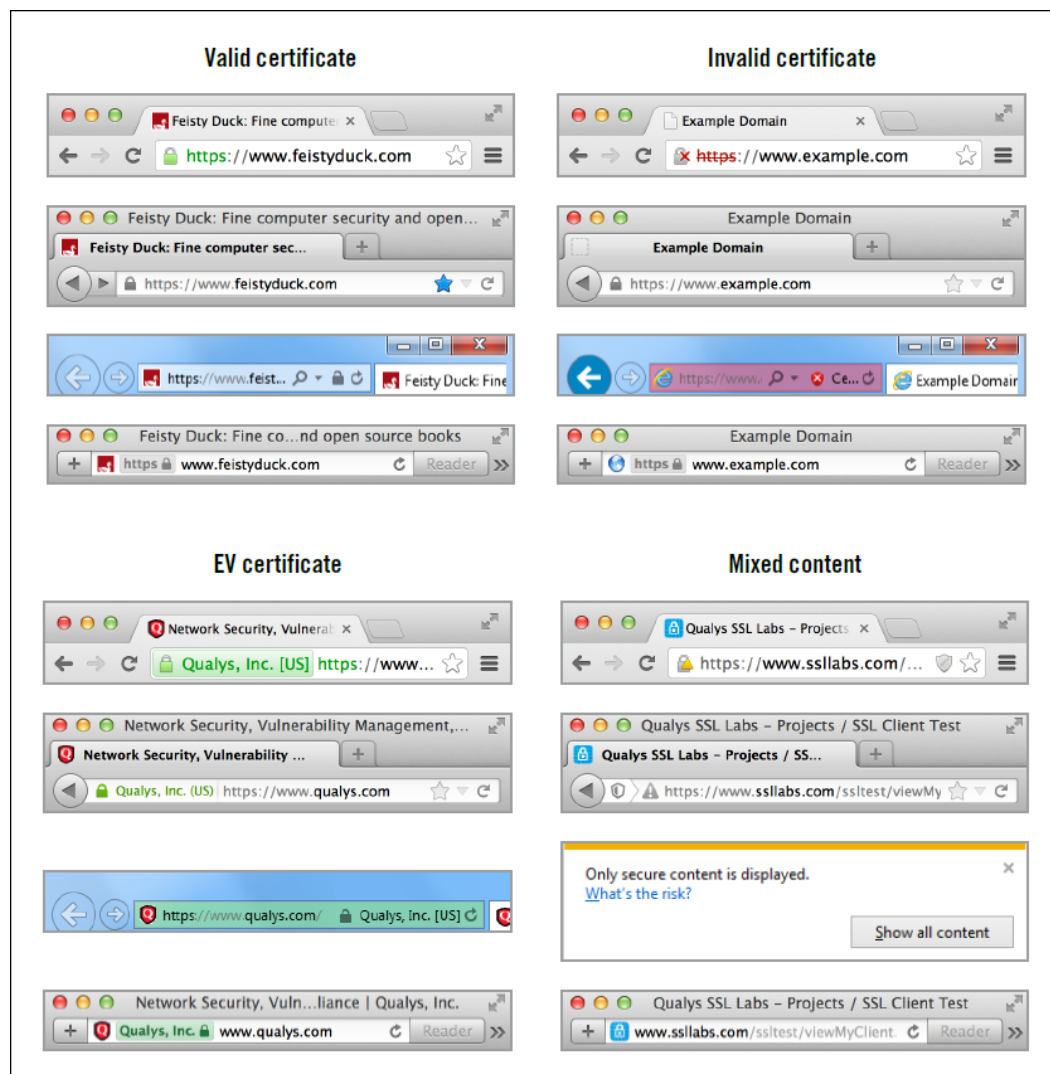 Valid certificate
Feisty Duck: Fine compute
https://www.feistyduck.com
Feisty Duck: Fine computer security and open...
Feisty Duck: Fine computer sec...
https://www.feistyduck.com
https://www.feist...
Feisty Duck: Fine
Feisty Duck: Fine co...nd open source books
https www.feistyduck.com Reader
Invalid certificate
Example Domain
https://www.example.com
Example Domain
Example Domain
https://www.example.com
https://www. Ce...
Example Domain
Example Domain
https www.example.com Reader
EV certificate
Network Security, Vulnerab
Qualys, Inc. [US] https://www...
Network Security, Vulnerability Management,...
Network Security, Vulnerability ...
Qualys, Inc. (US) https://www.qualys.com
https://www.qualys.com/ Qualys, Inc. [US]
Network Security, Vuln...liance | Qualys, Inc.
Qualys, Inc. www.qualys.com Reader
Mixed content
Qualys SSL Labs – Projects
https://www.ssllabs.com/...
Qualys SSL Labs – Projects / SSL Client Test
Qualys SSL Labs – Projects / SS...
https://www.ssllabs.com/ssltest/viewMy
Only secure content is displayed.
What's the risk?
Show all content
Qualys SSL Labs – Projects / SSL Client Test
www.ssllabs.com/ssltest/viewMyClient. Reader